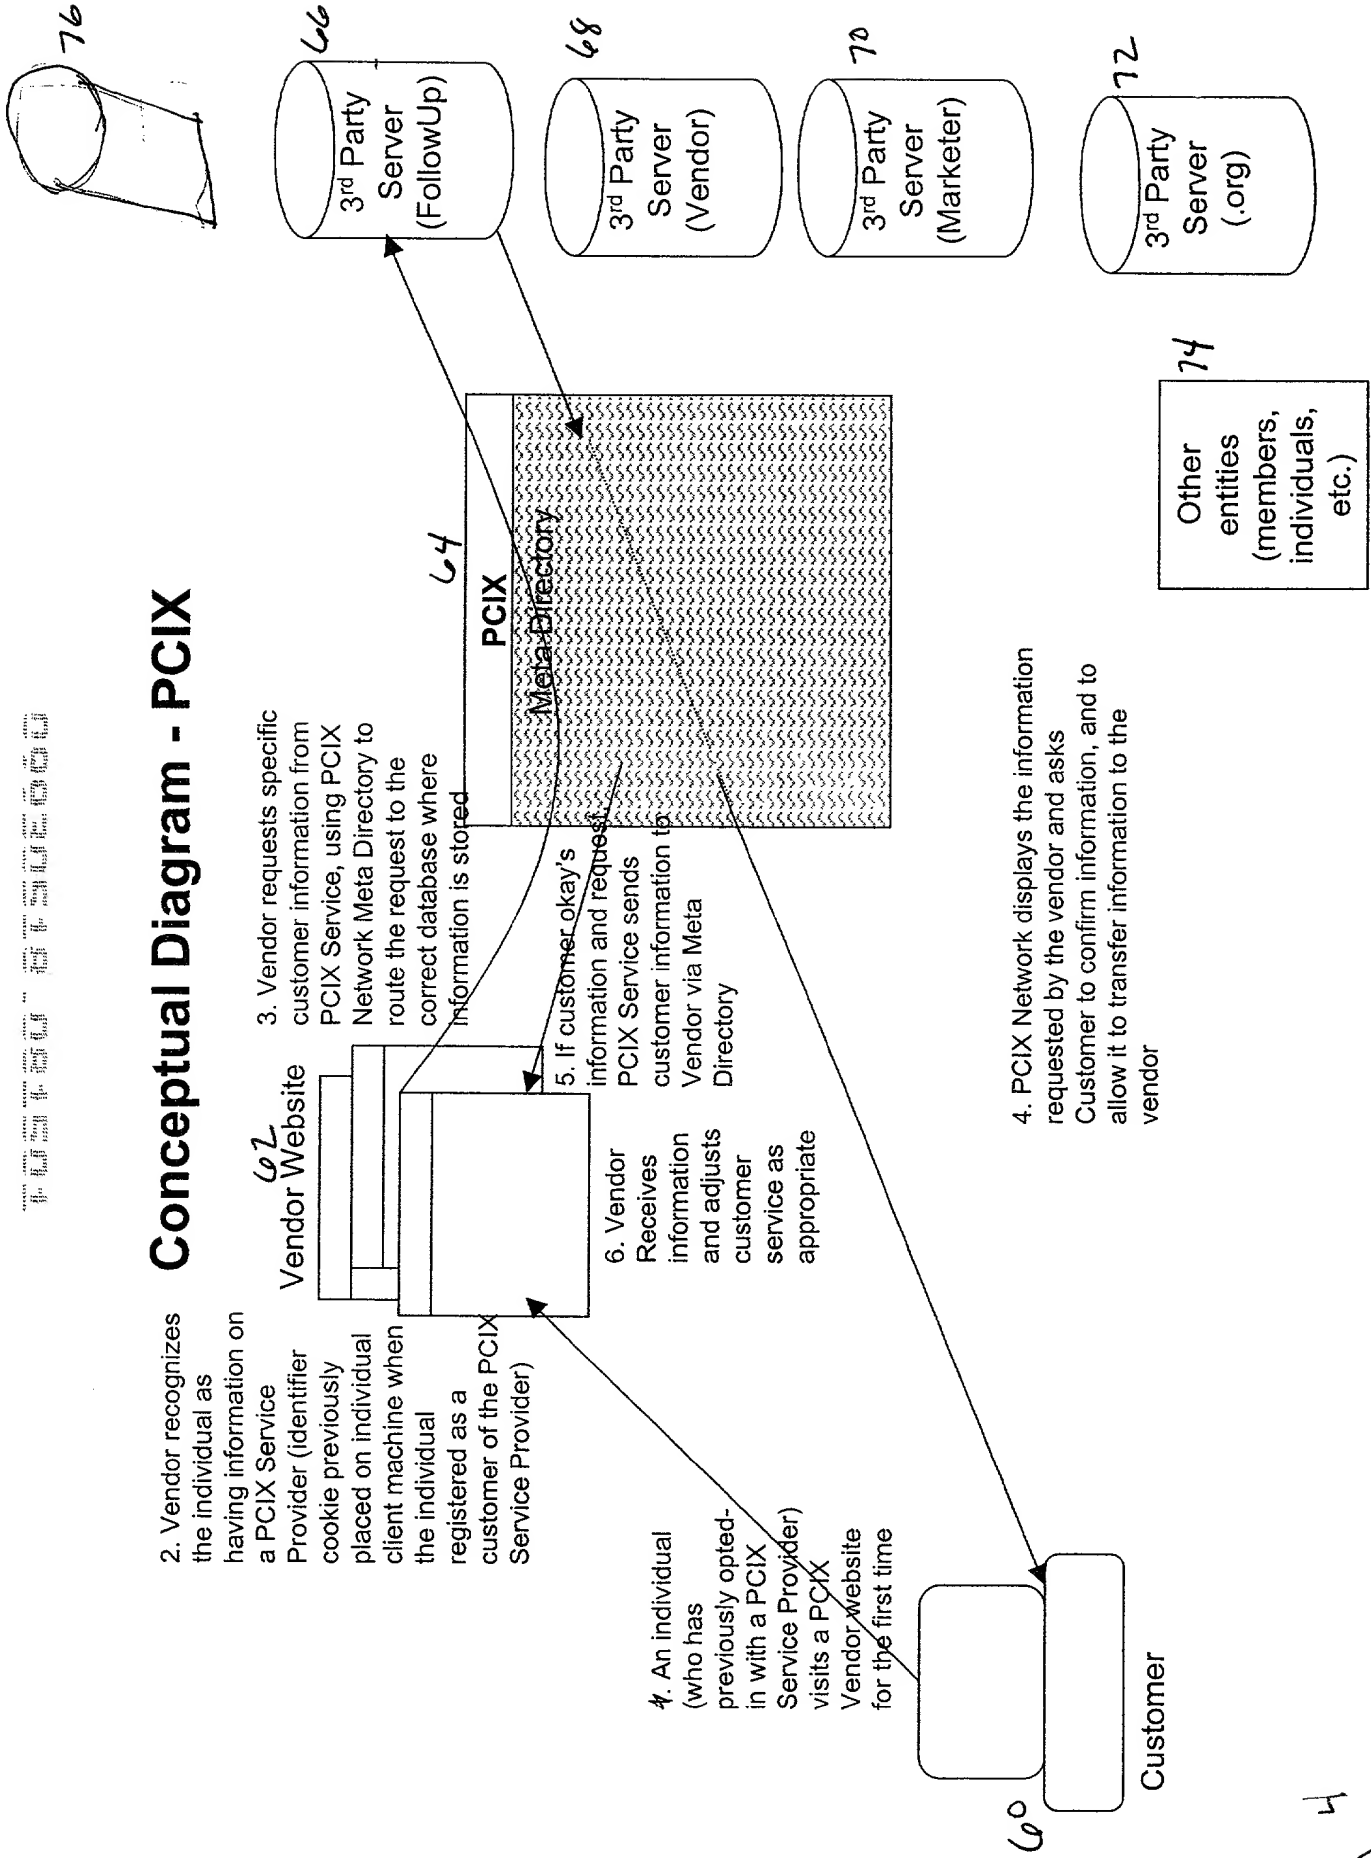 Conceptual Diagram - PCIX
2. Vendor recognizes
the individual as
having information on
a PCIX Service
Provider (identifier
cookie previously
placed on individual
client machine when
the individual
registered as a
customer of the PCIX
Service Provider)
62
Vendor Website
3. Vendor requests specific
customer information from
PCIX Service, using PCIX
Network Meta Directory to
route the request to the
correct database where
information is stored
64
PCIX
Meta Directory
76
66
3rd Party
Server
(FollowUp)
68
3rd Party
Server
(Vendor)
70
3rd Party
Server
(Marketer)
72
3rd Party
Server
(.org)
74
Other
entities
(members,
individuals,
etc.)
5. If customer okay's
information and request,
PCIX Service sends
customer information to
Vendor via Meta
Directory
6. Vendor
Receives
information
and adjusts
customer
service as
appropriate
1. An individual
(who has
previously opted-
in with a PCIX
Service Provider)
visits a PCIX
Vendor website
for the first time
4. PCIX Network displays the information
requested by the vendor and asks
Customer to confirm information, and to
allow it to transfer information to the
vendor
60
Customer
4